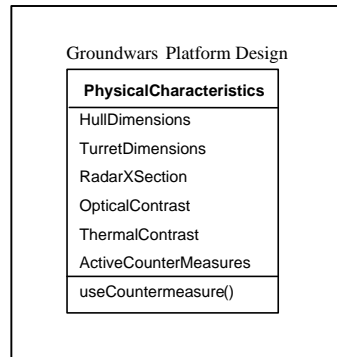 Groundwars Platform Design
PhysicalCharacteristics
HullDimensions
TurretDimensions
RadarXSection
OpticalContrast
ThermalContrast
ActiveCounterMeasures
useCountermeasure()